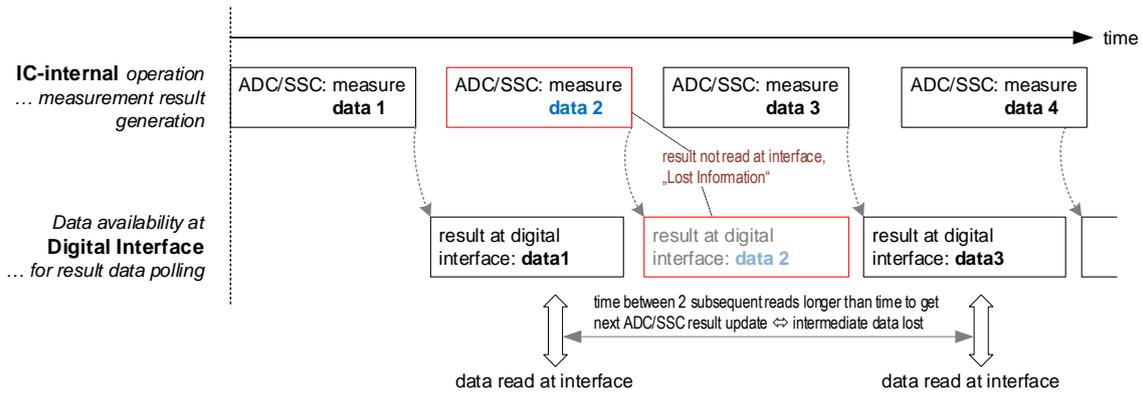 time
IC-internal operation
… measurement result
generation
ADC/SSC: measure
data 1
ADC/SSC: measure
data 2
ADC/SSC: measure
data 3
ADC/SSC: measure
data 4
result not read at interface,
„Lost Information“
Data availability at
Digital Interface
… for result data polling
result at digital
interface: data1
result at digital
interface: data 2
result at digital
interface: data3
time between 2 subsequent reads longer than time to get
next ADC/SSC result update ⇔ intermediate data lost
data read at interface
data read at interface